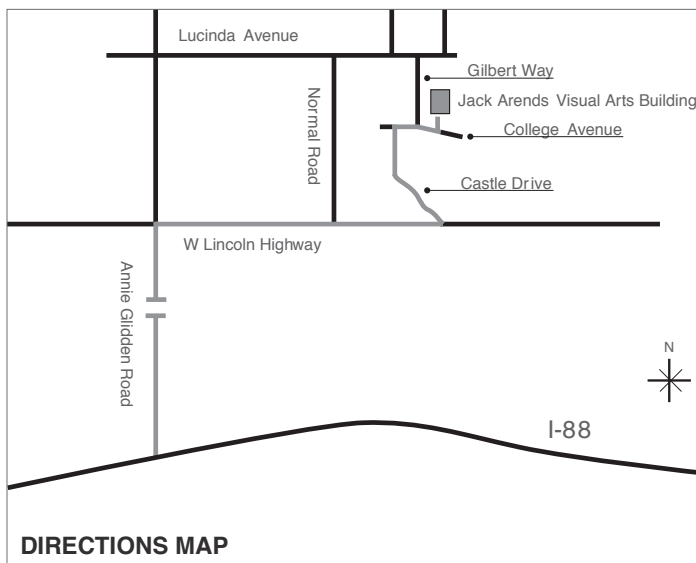 Lucinda Avenue
Gilbert Way
Jack Arends Visual Arts Building
College Avenue
Normal Road
Castle Drive
W Lincoln Highway
Annie Glidden Road
N
I-88
DIRECTIONS MAP